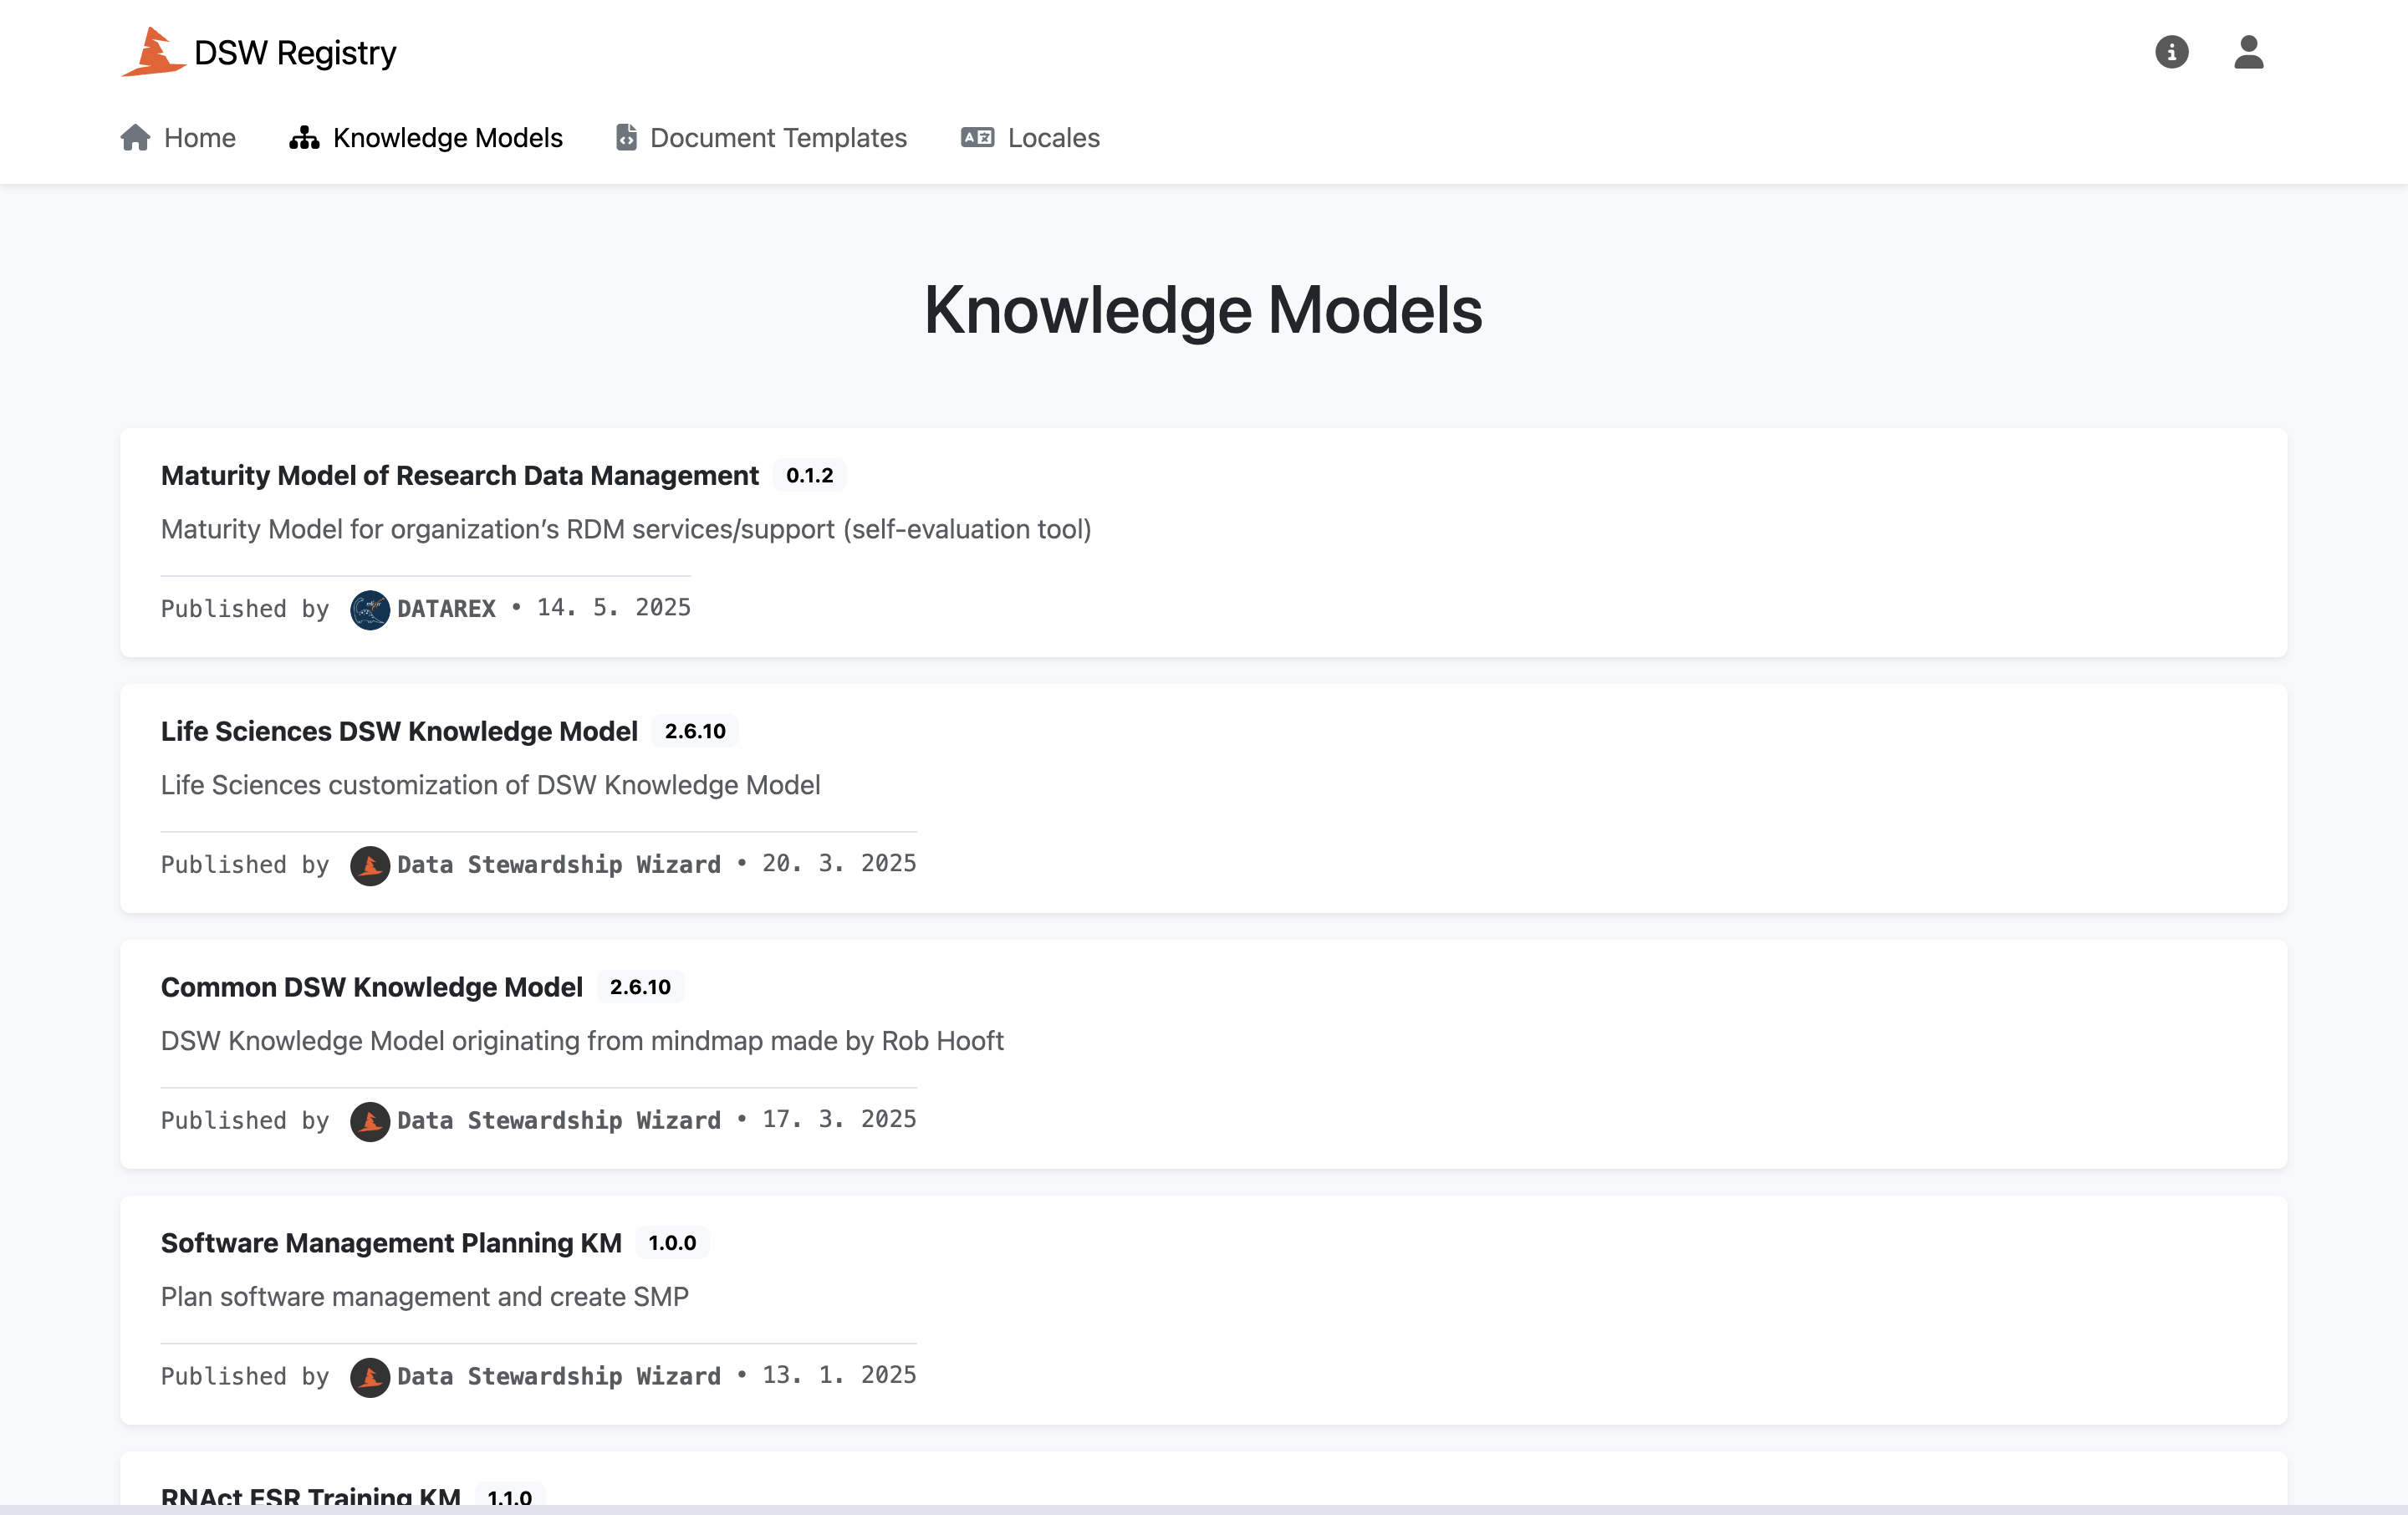 DSW Registry
Home
Knowledge Models
Document Templates
Locales
Knowledge Models
Maturity Model of Research Data Management 0.1.2
Maturity Model for organization’s RDM services/support (self-evaluation tool)
Published by DATAREX • 14. 5. 2025
Life Sciences DSW Knowledge Model 2.6.10
Life Sciences customization of DSW Knowledge Model
Published by Data Stewardship Wizard • 20. 3. 2025
Common DSW Knowledge Model 2.6.10
DSW Knowledge Model originating from mindmap made by Rob Hooft
Published by Data Stewardship Wizard • 17. 3. 2025
Software Management Planning KM 1.0.0
Plan software management and create SMP
Published by Data Stewardship Wizard • 13. 1. 2025
RNAct ESR Training KM 1.1.0